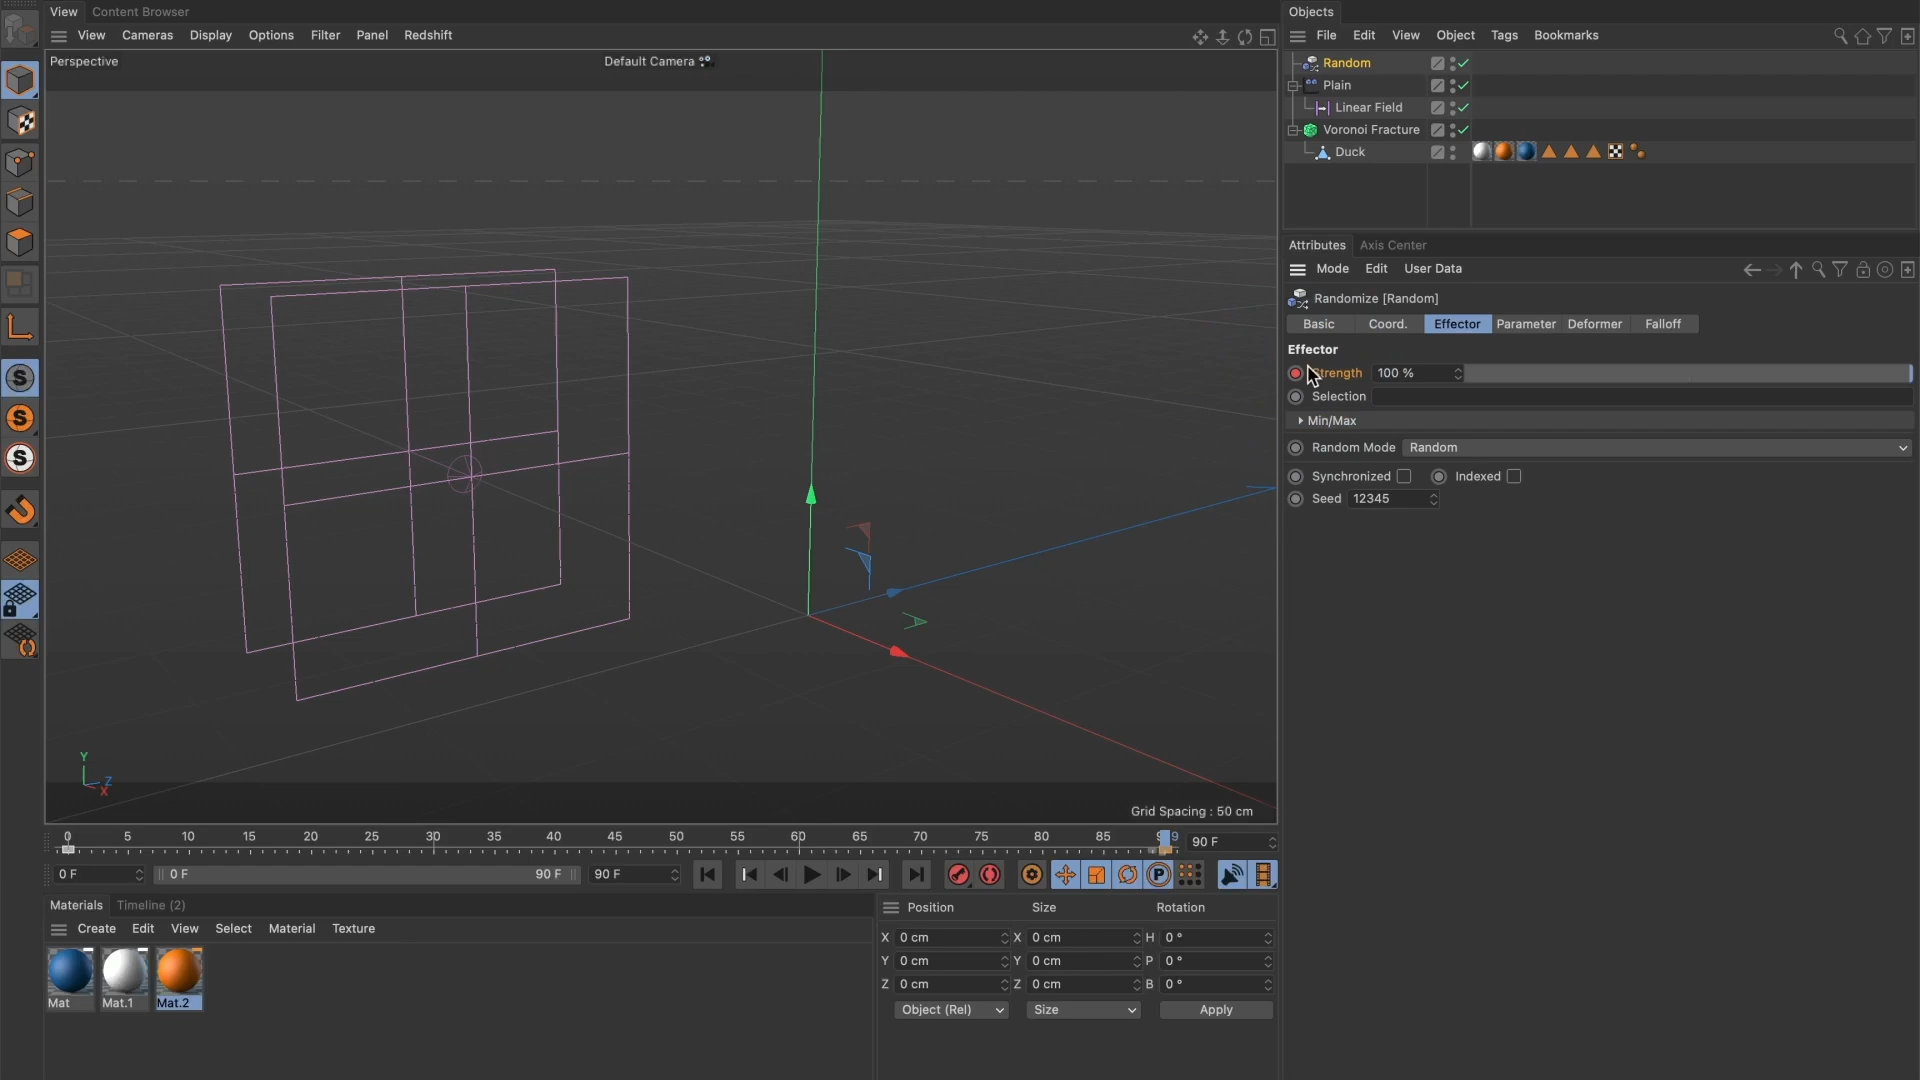 View Content Browser
View Cameras Display Options Filter Panel Redshift
Perspective
Default Camera
Grid Spacing : 50 cm
Y
Z
X
0 5 10 15 20 25 30 35 40 45 50 55 60 65 70 75 80 85
90 F
0 F 0 F 90 F 90 F
P
S
S
S
Materials Timeline (2)
Create Edit View Select Material Texture
Mat Mat.1 Mat.2
Position Size Rotation
X 0 cm X 0 cm H 0 °
Y 0 cm Y 0 cm P 0 °
Z 0 cm Z 0 cm B 0 °
Object (Rel) Size Apply
Objects
File Edit View Object Tags Bookmarks
Random
Plain
Linear Field
Voronoi Fracture
Duck
Attributes Axis Center
Mode Edit User Data
Randomize [Random]
Basic Coord. Effector Parameter Deformer Falloff
Effector
Strength 100 %
Selection
Min/Max
Random Mode Random
Synchronized Indexed
Seed 12345